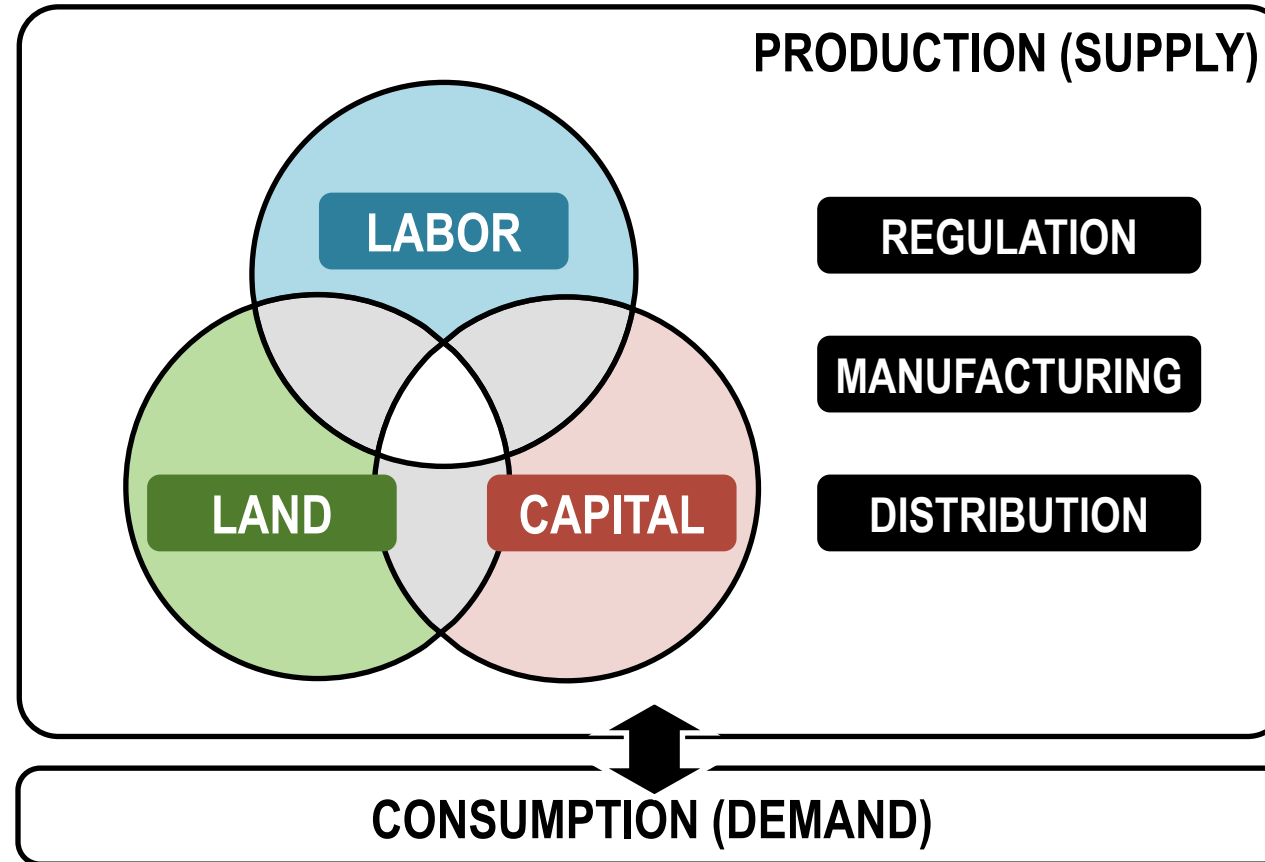 PRODUCTION (SUPPLY)
LABOR
LAND
CAPITAL
REGULATION
MANUFACTURING
DISTRIBUTION
CONSUMPTION (DEMAND)